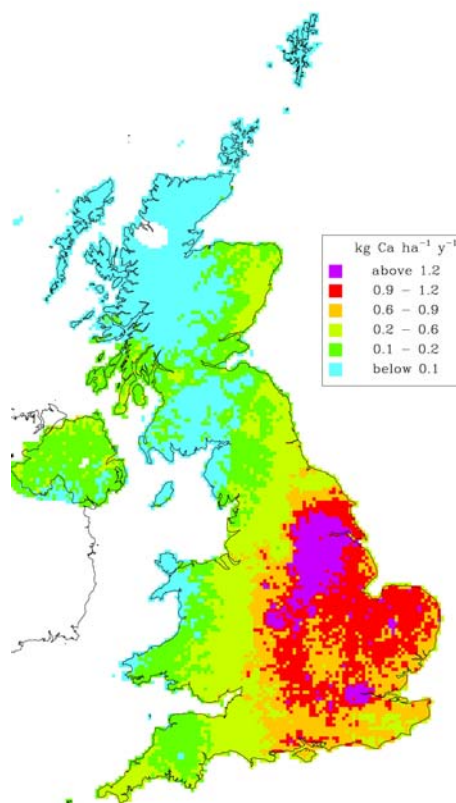 kg Ca ha⁻¹ y⁻¹
above 1.2
0.9 – 1.2
0.6 – 0.9
0.2 – 0.6
0.1 – 0.2
below 0.1